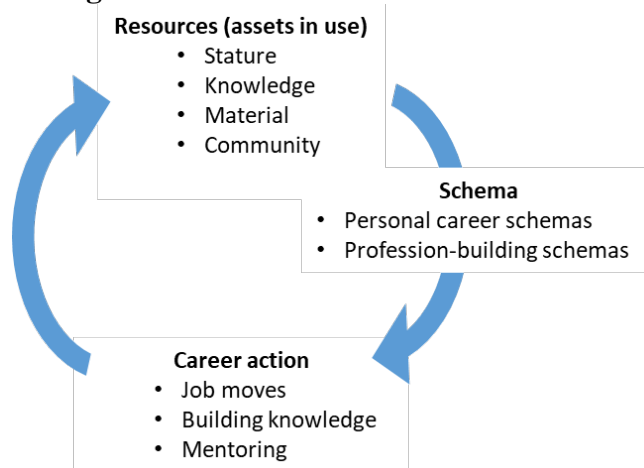 Resources (assets in use)
• Stature
• Knowledge
• Material
• Community
Schema
• Personal career schemas
• Profession-building schemas
Career action
• Job moves
• Building knowledge
• Mentoring